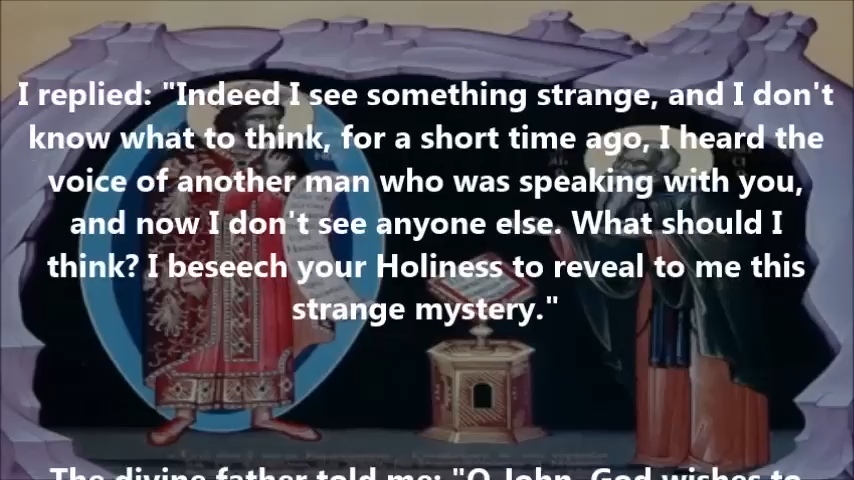 I replied: "Indeed I see something strange, and I don't
know what to think, for a short time ago, I heard the
voice of another man who was speaking with you,
and now I don't see anyone else. What should I
think? I beseech your Holiness to reveal to me this
strange mystery."
The divine father told me: "O John, God wishes to